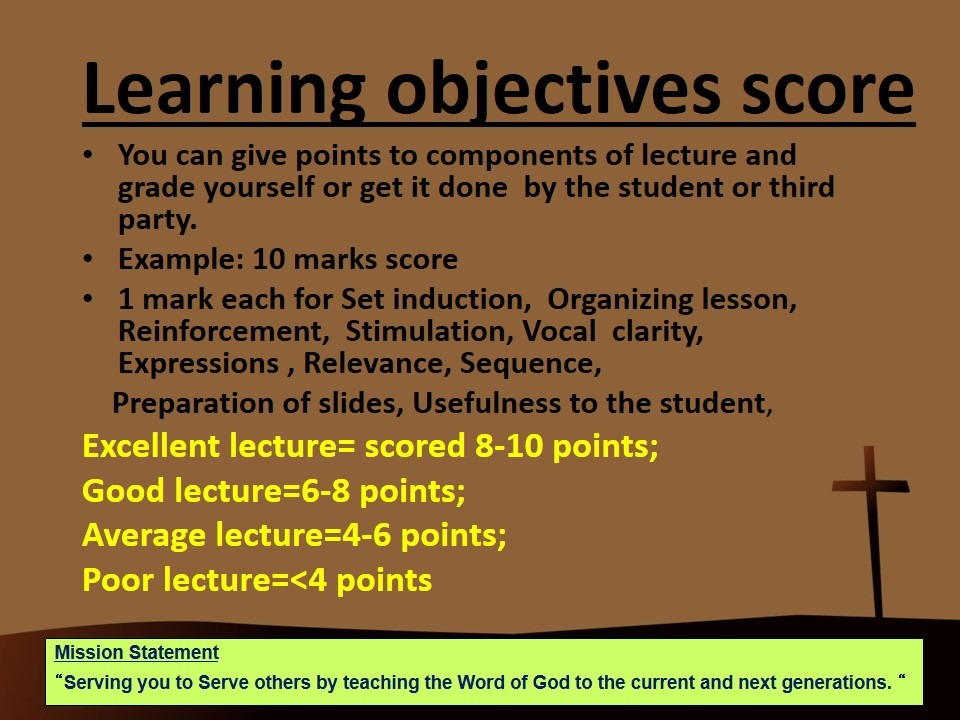 Learning objectives score
• You can give points to components of lecture and
grade yourself or get it done  by the student or third
party.
• Example: 10 marks score
• 1 mark each for Set induction,  Organizing lesson,
Reinforcement,  Stimulation, Vocal  clarity,
Expressions , Relevance, Sequence,
Preparation of slides, Usefulness to the student,
Excellent lecture= scored 8-10 points;
Good lecture=6-8 points;
Average lecture=4-6 points;
Poor lecture=<4 points
Mission Statement
“Serving you to Serve others by teaching the Word of God to the current and next generations. “